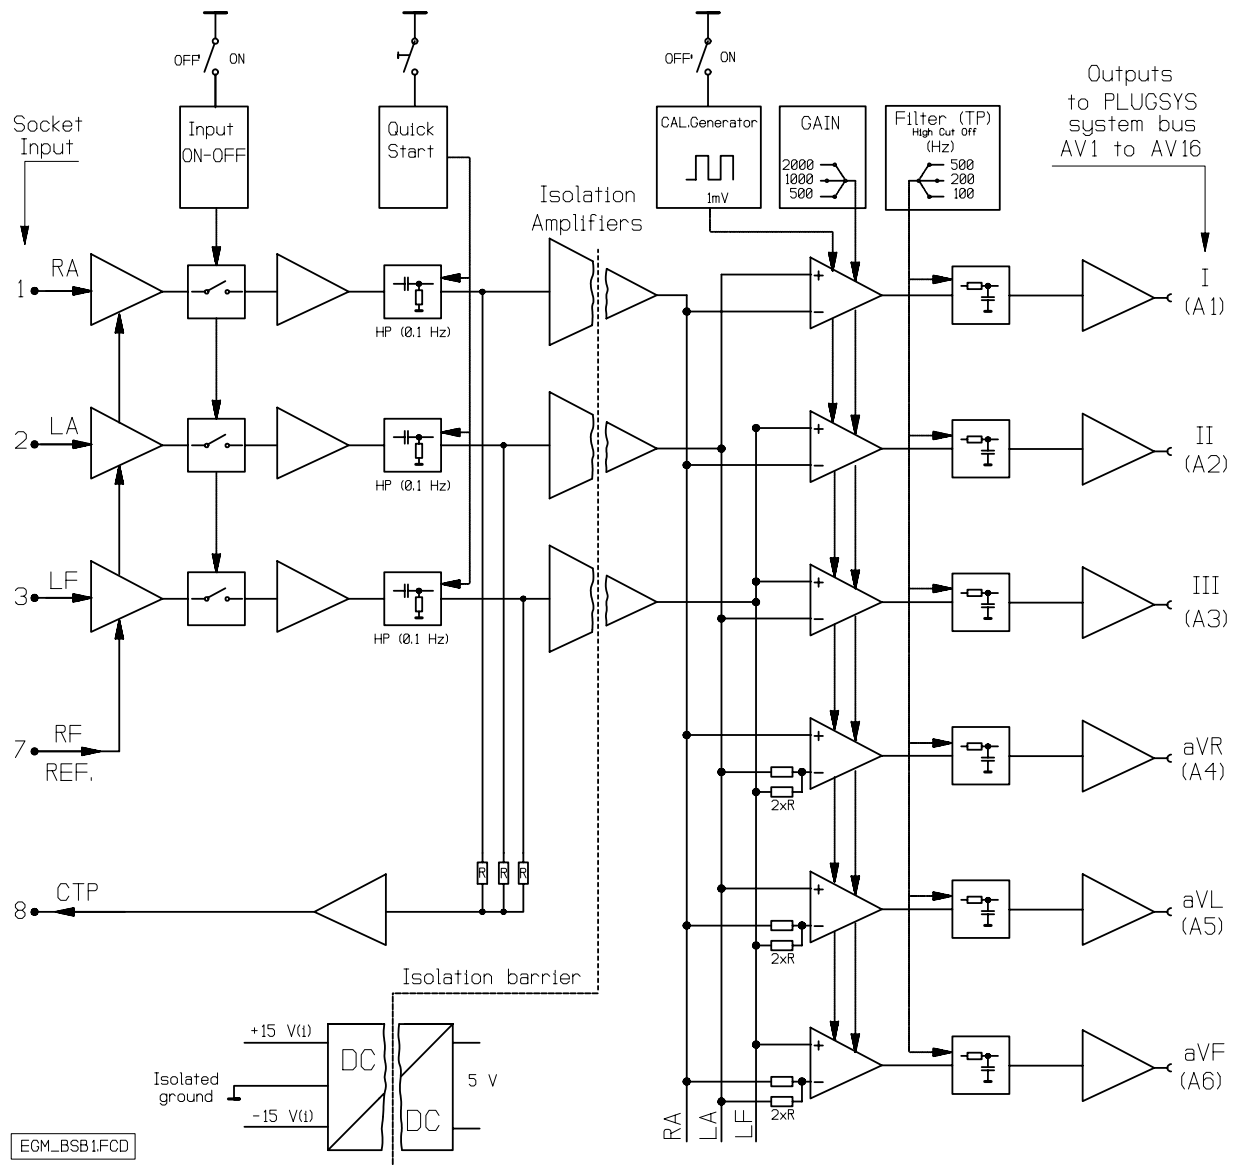 OFF ON
OFF ON
Input
ON-OFF
Quick
Start
CAL.Generator
1mV
GAIN
2000
1000
500
Filter (TP)
High Cut Off
(Hz)
500
200
100
Outputs
to PLUGSYS
system bus
AV1 to AV16
Socket
Input
Isolation
Amplifiers
1 RA
HP (0.1 Hz)
I
(A1)
2 LA
HP (0.1 Hz)
II
(A2)
3 LF
HP (0.1 Hz)
III
(A3)
7 RF
REF.
2xR
aVR
(A4)
R R R
8 CTP
2xR
aVL
(A5)
Isolation barrier
+15 V(i)
Isolated
ground
-15 V(i)
DC
DC
5 V
2xR
aVF
(A6)
RA
LA
LF
EGM_BSB1.FCD